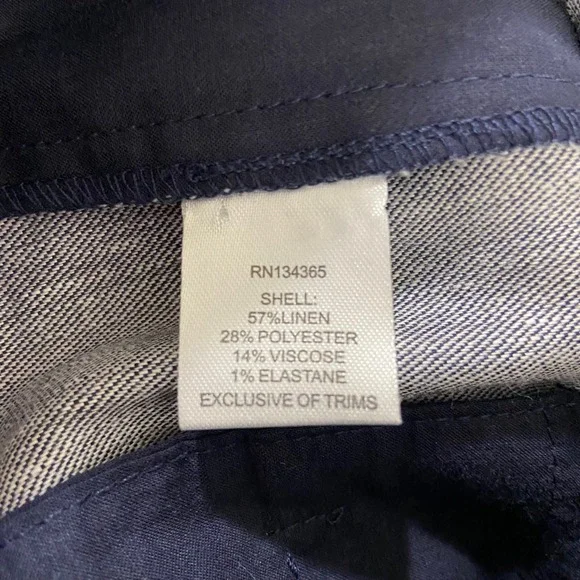 RN134365
SHELL:
57%LINEN
28% POLYESTER
14% VISCOSE
1% ELASTANE
EXCLUSIVE OF TRIMS